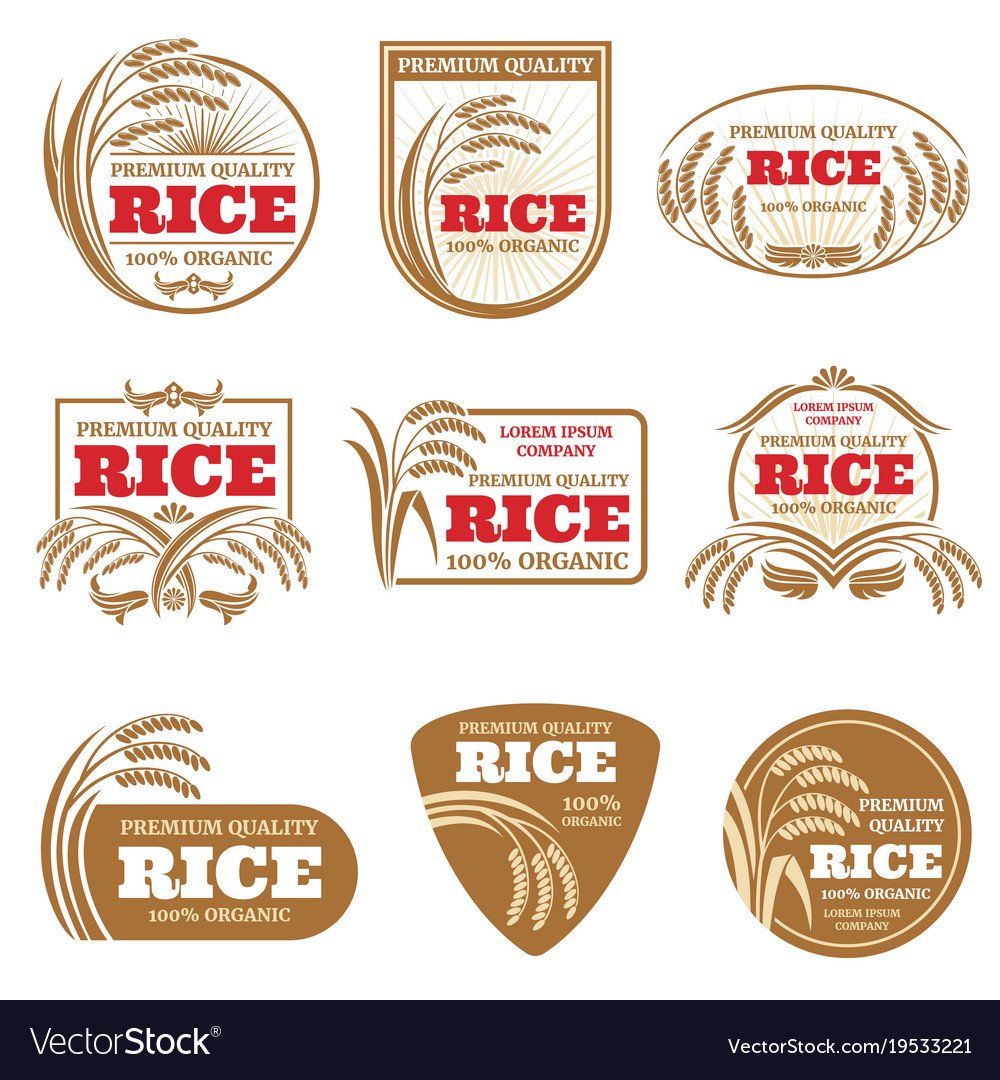 PREMIUM QUALITY
RICE
100% ORGANIC
PREMIUM QUALITY
RICE
100% ORGANIC
PREMIUM QUALITY
RICE
100% ORGANIC
PREMIUM QUALITY
RICE
LOREM IPSUM
COMPANY
PREMIUM QUALITY
RICE
100% ORGANIC
LOREM IPSUM
COMPANY
PREMIUM QUALITY
RICE
100% ORGANIC
PREMIUM QUALITY
RICE
100% ORGANIC
PREMIUM QUALITY
RICE
100%
ORGANIC
PREMIUM
QUALITY
RICE
100% ORGANIC
LOREM IPSUM
COMPANY
VectorStock®
VectorStock.com/19533221